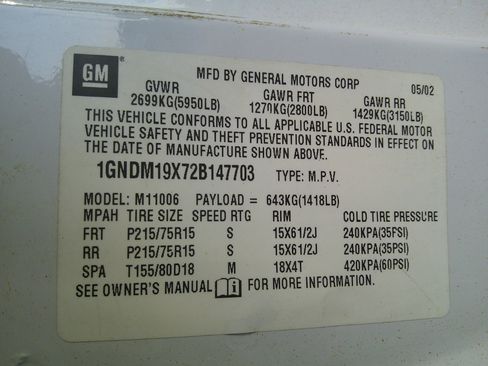 GM
MFD BY GENERAL MOTORS CORP 05/02
GVWR GAWR FRT GAWR RR
2699KG(5950LB) 1270KG(2800LB) 1429KG(3150LB)
THIS VEHICLE CONFORMS TO ALL APPLICABLE U.S. FEDERAL MOTOR
VEHICLE SAFETY AND THEFT PREVENTION STANDARDS IN EFFECT ON
THE DATE OF MANUFACTURE SHOWN ABOVE.
1GNDM19X72B147703 TYPE: M.P.V.
MODEL: M11006 PAYLOAD = 643KG(1418LB)
MPAH TIRE SIZE SPEED RTG RIM COLD TIRE PRESSURE
FRT P215/75R15 S 15X61/2J 240KPA(35PSI)
RR P215/75R15 S 15X61/2J 240KPA(35PSI)
SPA T155/80D18 M 18X4T 420KPA(60PSI)
SEE OWNER'S MANUAL i FOR MORE INFORMATION.